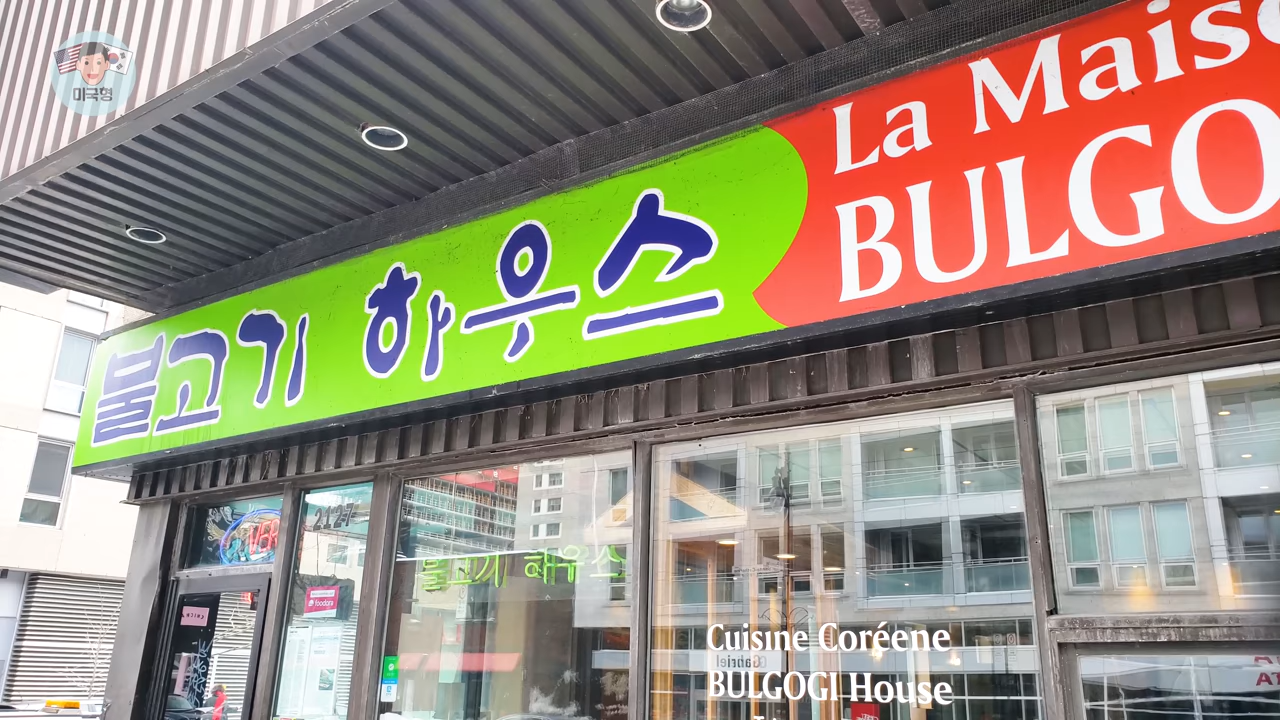 미국형
불고기 하우스
La Maiso
BULGO
2127
foodora
불고기 하우스
Cuisine Coréene
Gabriel
BULGOGI House